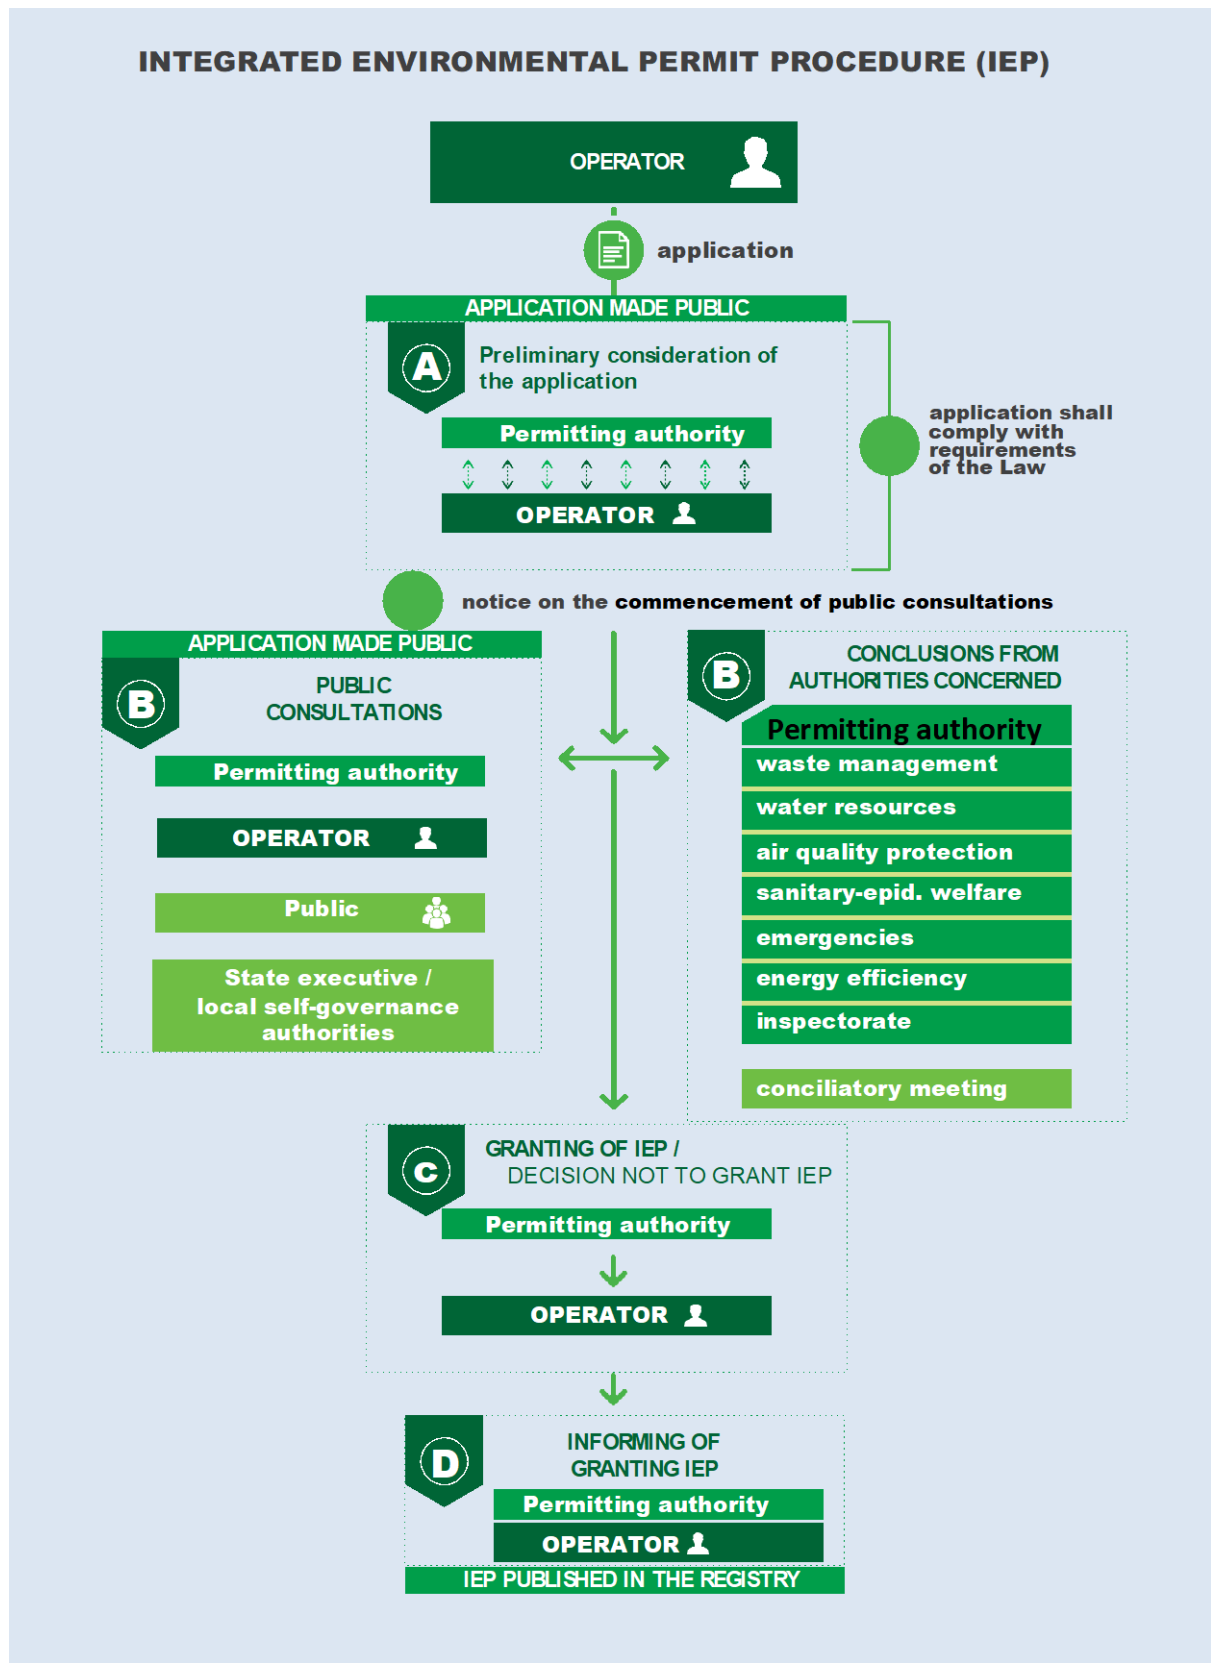 INTEGRATED ENVIRONMENTAL PERMIT PROCEDURE (IEP)
OPERATOR
application
APPLICATION MADE PUBLIC
A
Preliminary consideration of
the application
Permitting authority
OPERATOR
application shall
comply with
requirements
of the Law
notice on the commencement of public consultations
APPLICATION MADE PUBLIC
B
PUBLIC
CONSULTATIONS
Permitting authority
OPERATOR
Public
State executive /
local self-governance
authorities
B
CONCLUSIONS FROM
AUTHORITIES CONCERNED
Permitting authority
waste management
water resources
air quality protection
sanitary-epid. welfare
emergencies
energy efficiency
inspectorate
conciliatory meeting
C
GRANTING OF IEP /
DECISION NOT TO GRANT IEP
Permitting authority
OPERATOR
D
INFORMING OF
GRANTING IEP
Permitting authority
OPERATOR
IEP PUBLISHED IN THE REGISTRY